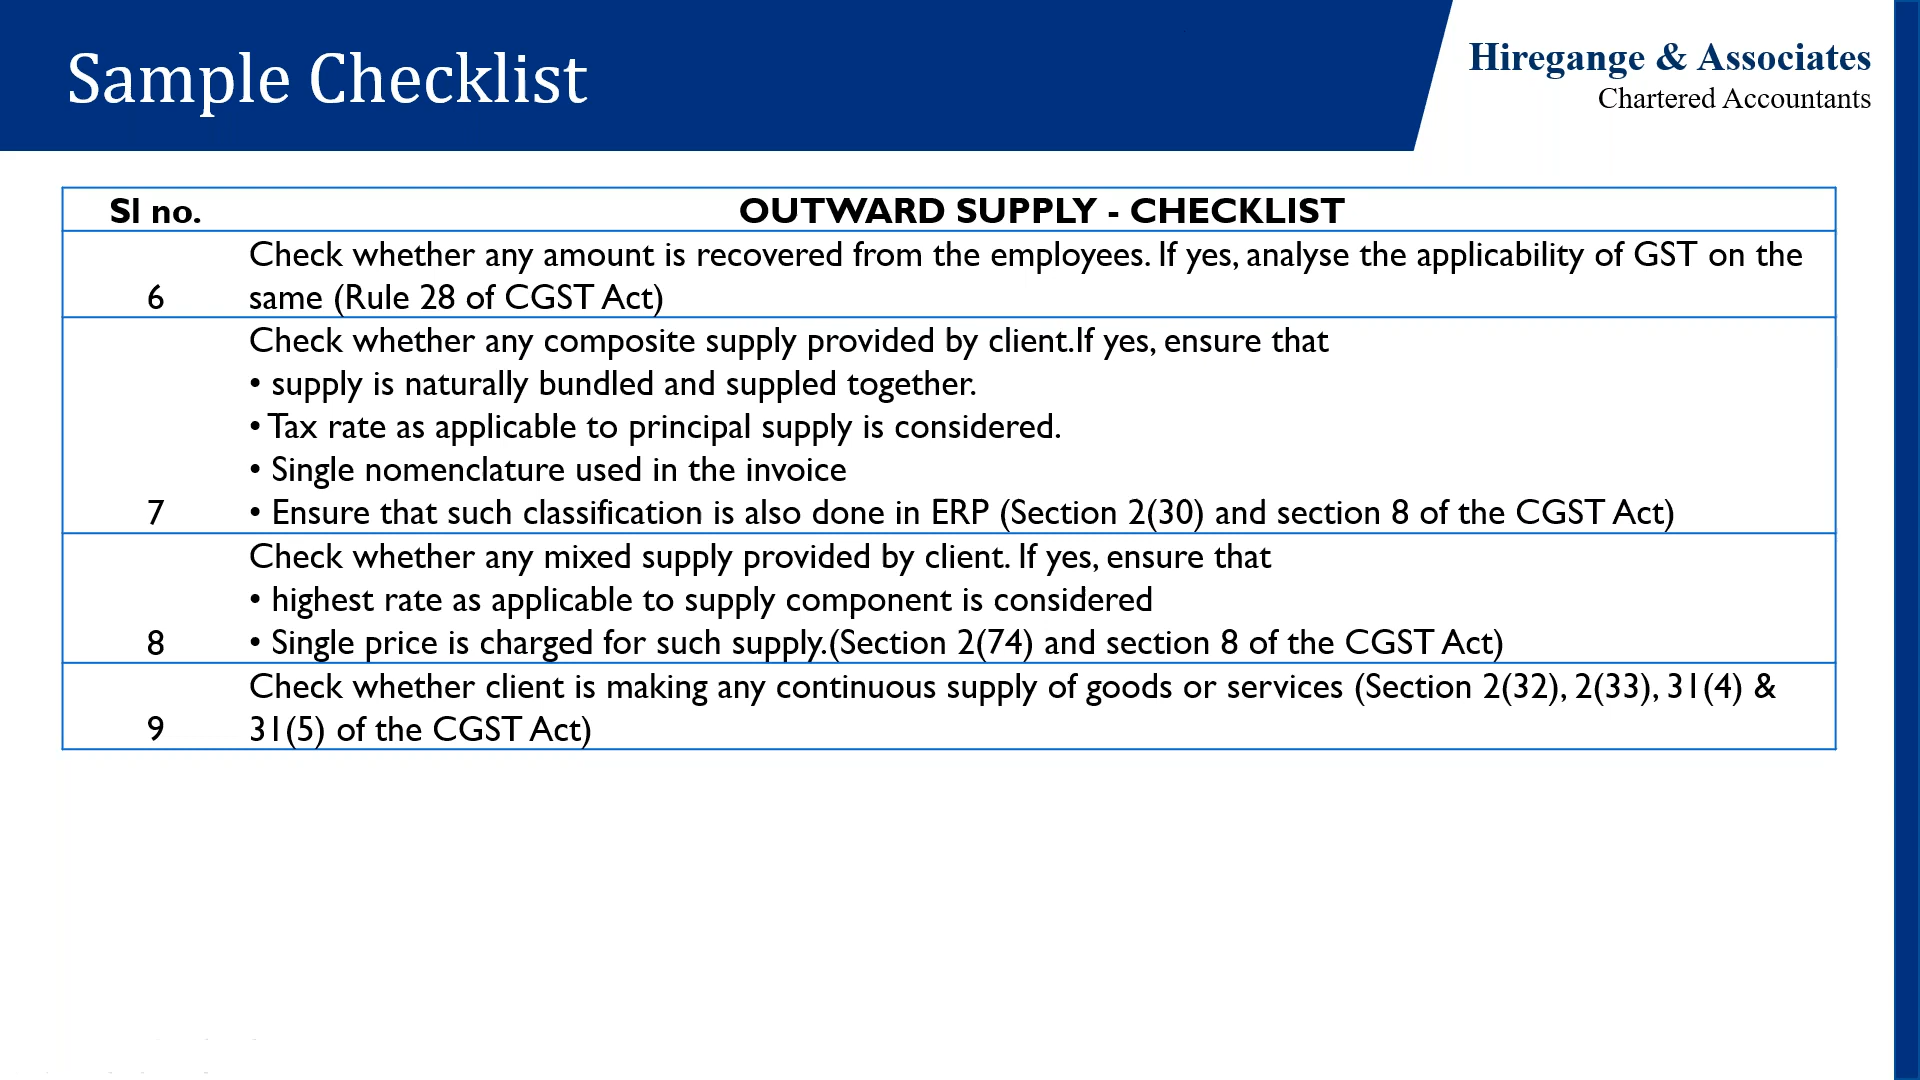 Sample Checklist
Hiregange & Associates
Chartered Accountants
Sl no. OUTWARD SUPPLY - CHECKLIST
Check whether any amount is recovered from the employees. If yes, analyse the applicability of GST on the
6 same (Rule 28 of CGST Act)
Check whether any composite supply provided by client.If yes, ensure that
• supply is naturally bundled and suppled together.
• Tax rate as applicable to principal supply is considered.
• Single nomenclature used in the invoice
7 • Ensure that such classification is also done in ERP (Section 2(30) and section 8 of the CGST Act)
Check whether any mixed supply provided by client. If yes, ensure that
• highest rate as applicable to supply component is considered
8 • Single price is charged for such supply.(Section 2(74) and section 8 of the CGST Act)
Check whether client is making any continuous supply of goods or services (Section 2(32), 2(33), 31(4) &
9 31(5) of the CGST Act)